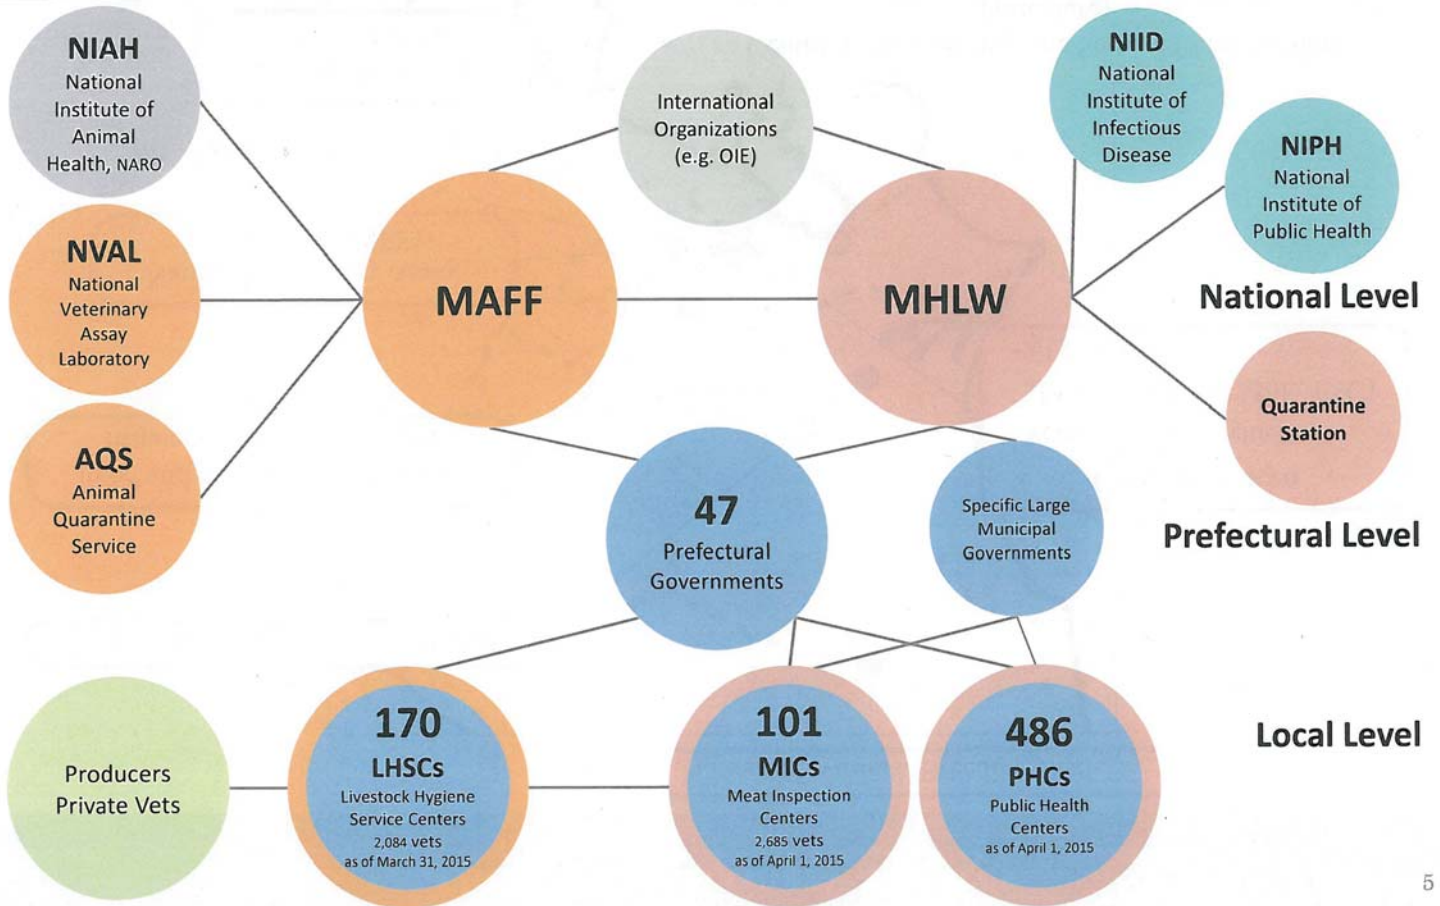 NIAH
National
Institute of
Animal
Health, NARO
International
Organizations
(e.g. OIE)
NIID
National
Institute of
Infectious
Disease
NIPH
National
Institute of
Public Health
NVAL
National
Veterinary
Assay
Laboratory
MAFF
MHLW
National Level
Quarantine
Station
AQS
Animal
Quarantine
Service
47
Prefectural
Governments
Specific Large
Municipal
Governments
Prefectural Level
Producers
Private Vets
170
LHSCs
Livestock Hygiene
Service Centers
2,084 vets
as of March 31, 2015
101
MICs
Meat Inspection
Centers
2,685 vets
as of April 1, 2015
486
PHCs
Public Health
Centers
as of April 1, 2015
Local Level
5